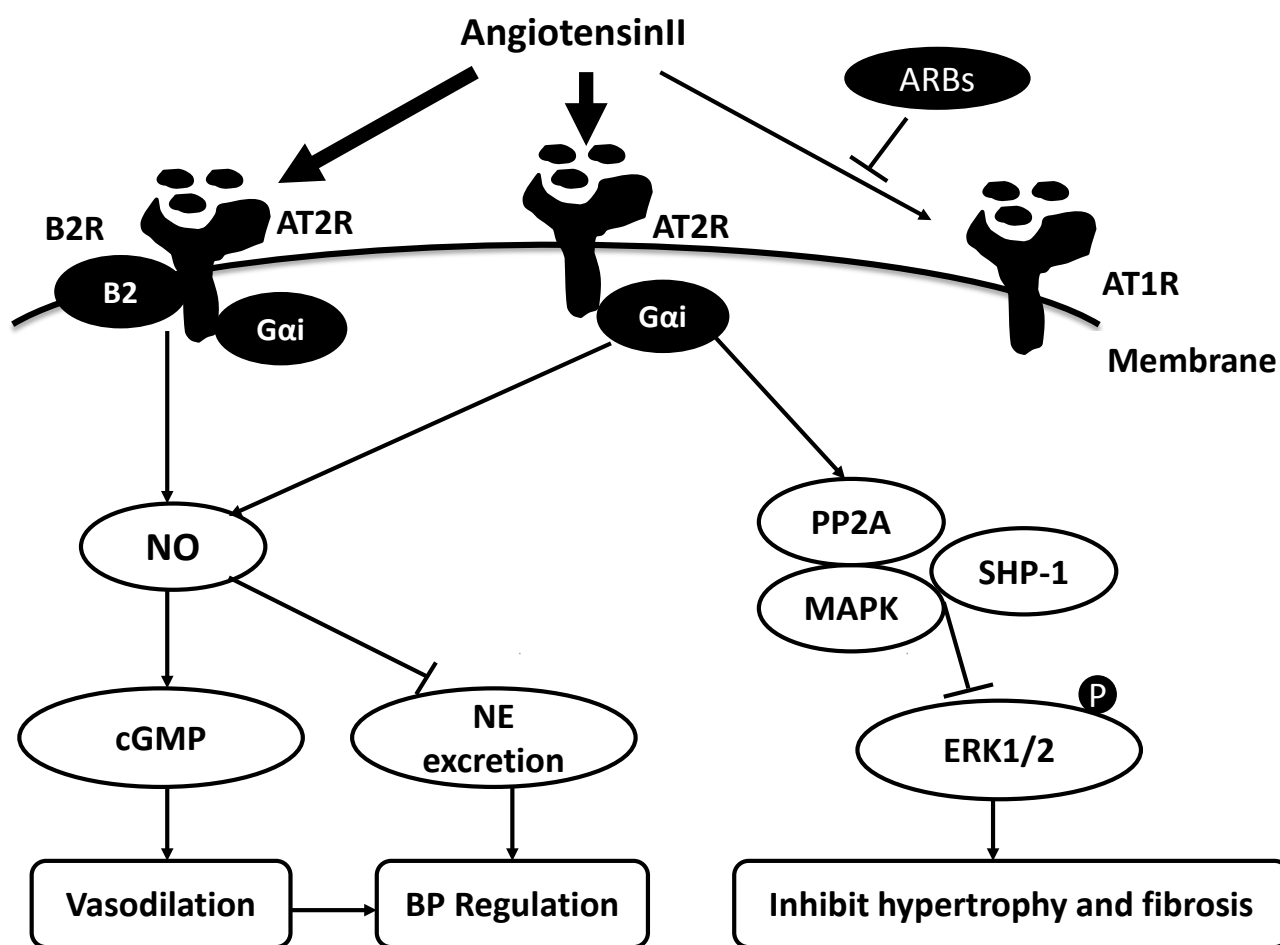 AngiotensinII
ARBs
B2R
AT2R
AT2R
AT1R
B2
Gαi
Gαi
Membrane
NO
PP2A
SHP-1
MAPK
P
cGMP
NE
excretion
ERK1/2
Vasodilation
BP Regulation
Inhibit hypertrophy and fibrosis